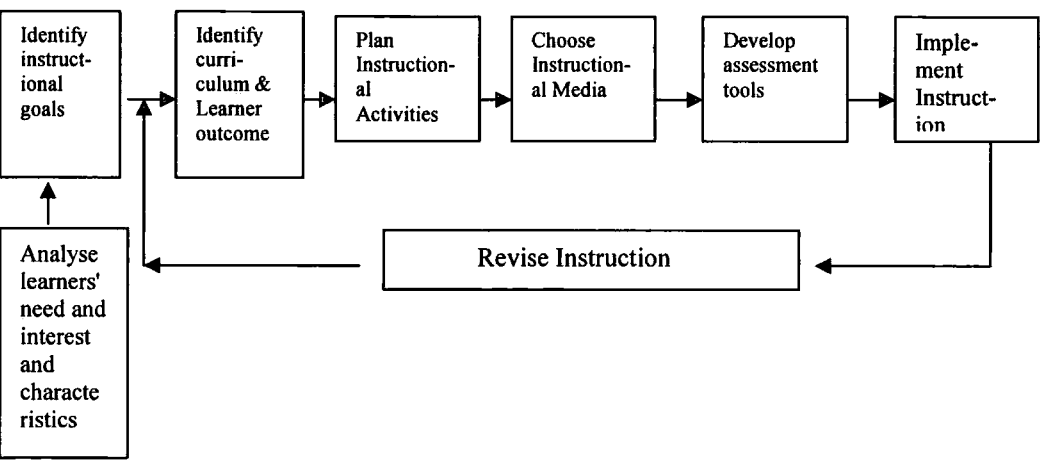 Identify
instruct-
ional
goals
Identify
curri-
culum &
Learner
outcome
Plan
Instruction-
al
Activities
Choose
Instruction-
al Media
Develop
assessment
tools
Imple-
ment
Instruct-
ion
Analyse
learners'
need and
interest
and
characte
ristics
Revise Instruction